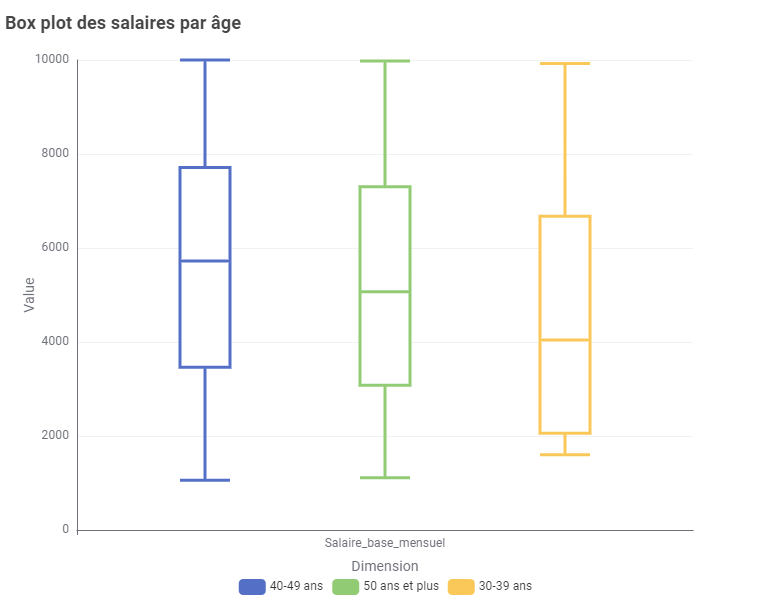 Box plot des salaires par âge
10000
8000
6000
4000
2000
0
Value
Salaire_base_mensuel
Dimension
40-49 ans 50 ans et plus 30-39 ans